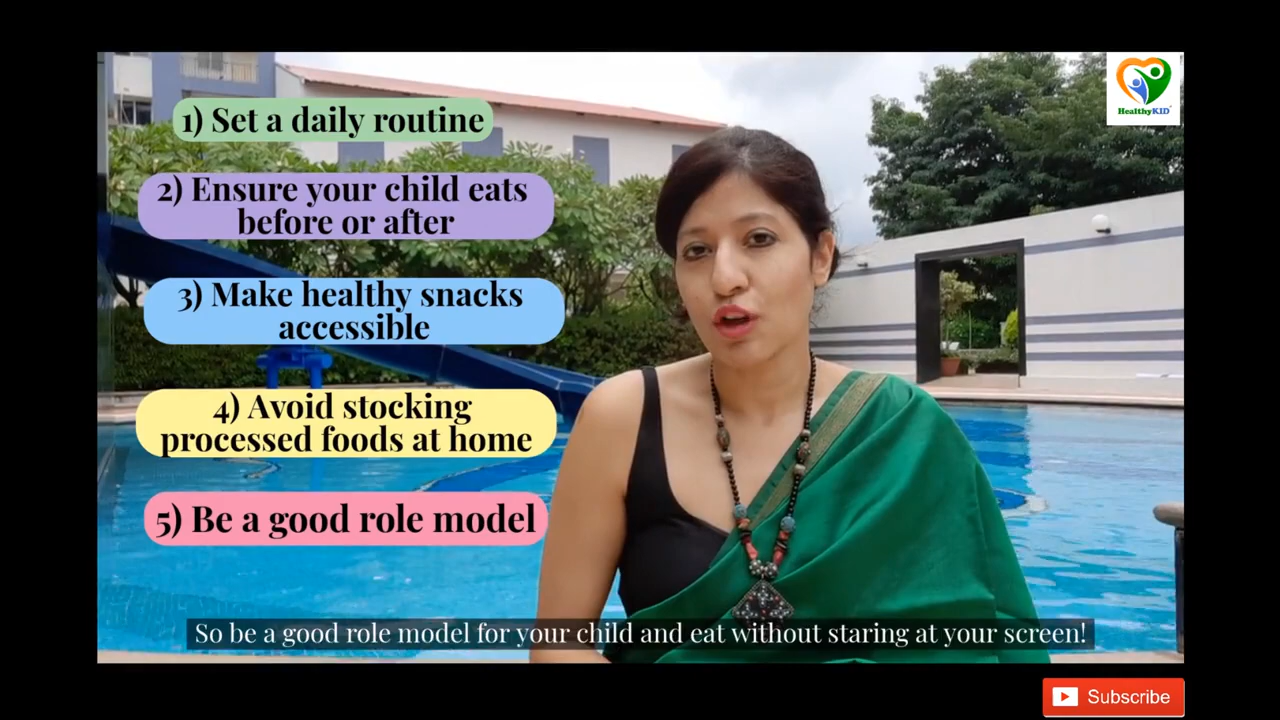 HealthyKID
1) Set a daily routine
2) Ensure your child eats
before or after
3) Make healthy snacks
accessible
4) Avoid stocking
processed foods at home
5) Be a good role model
So be a good role model for your child and eat without staring at your screen!
Subscribe